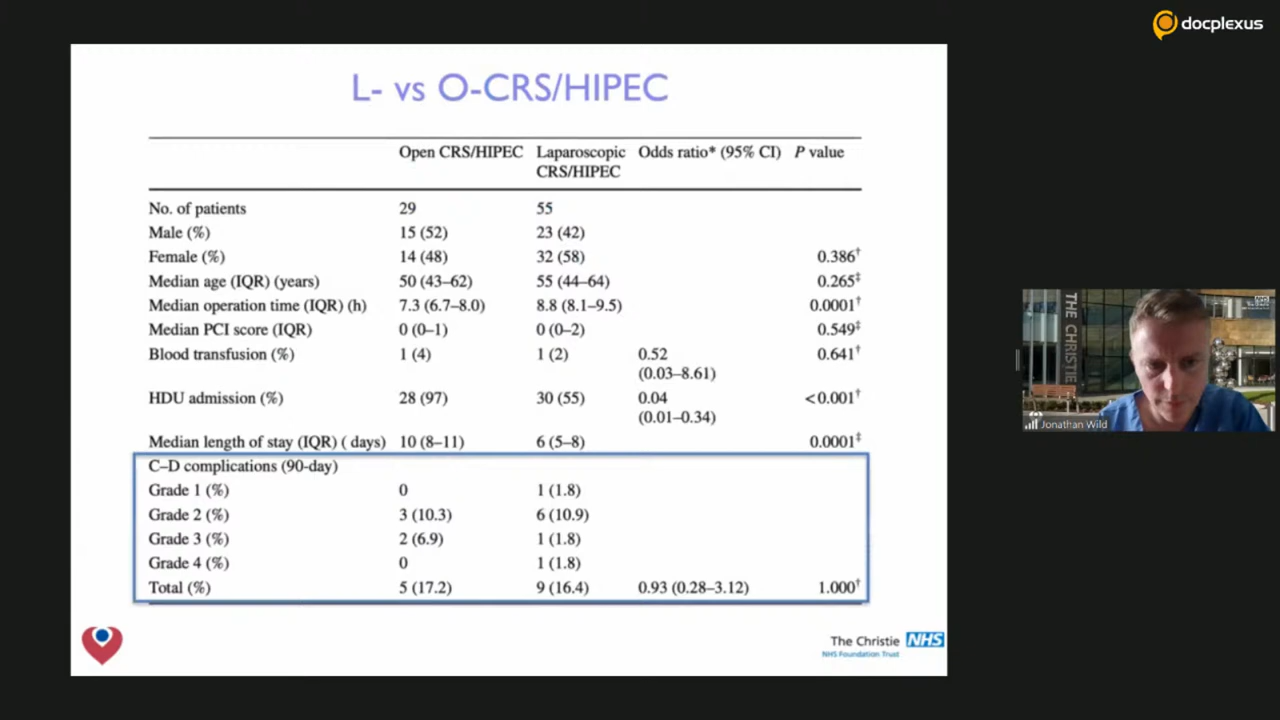 docplexus
L- vs O-CRS/HIPEC
Open CRS/HIPEC Laparoscopic CRS/HIPEC Odds ratio* (95% CI) P value
No. of patients 29 55
Male (%) 15 (52) 23 (42)
Female (%) 14 (48) 32 (58) 0.386†
Median age (IQR) (years) 50 (43–62) 55 (44–64) 0.265‡
Median operation time (IQR) (h) 7.3 (6.7–8.0) 8.8 (8.1–9.5) 0.0001†
Median PCI score (IQR) 0 (0–1) 0 (0–2) 0.549‡
Blood transfusion (%) 1 (4) 1 (2) 0.52 (0.03–8.61) 0.641†
HDU admission (%) 28 (97) 30 (55) 0.04 (0.01–0.34) <0.001†
Median length of stay (IQR) ( days) 10 (8–11) 6 (5–8) 0.0001‡
C–D complications (90-day)
Grade 1 (%) 0 1 (1.8)
Grade 2 (%) 3 (10.3) 6 (10.9)
Grade 3 (%) 2 (6.9) 1 (1.8)
Grade 4 (%) 0 1 (1.8)
Total (%) 5 (17.2) 9 (16.4) 0.93 (0.28–3.12) 1.000†
The Christie NHS
NHS Foundation Trust
THE CHRISTIE
NHS
Jonathan Wild